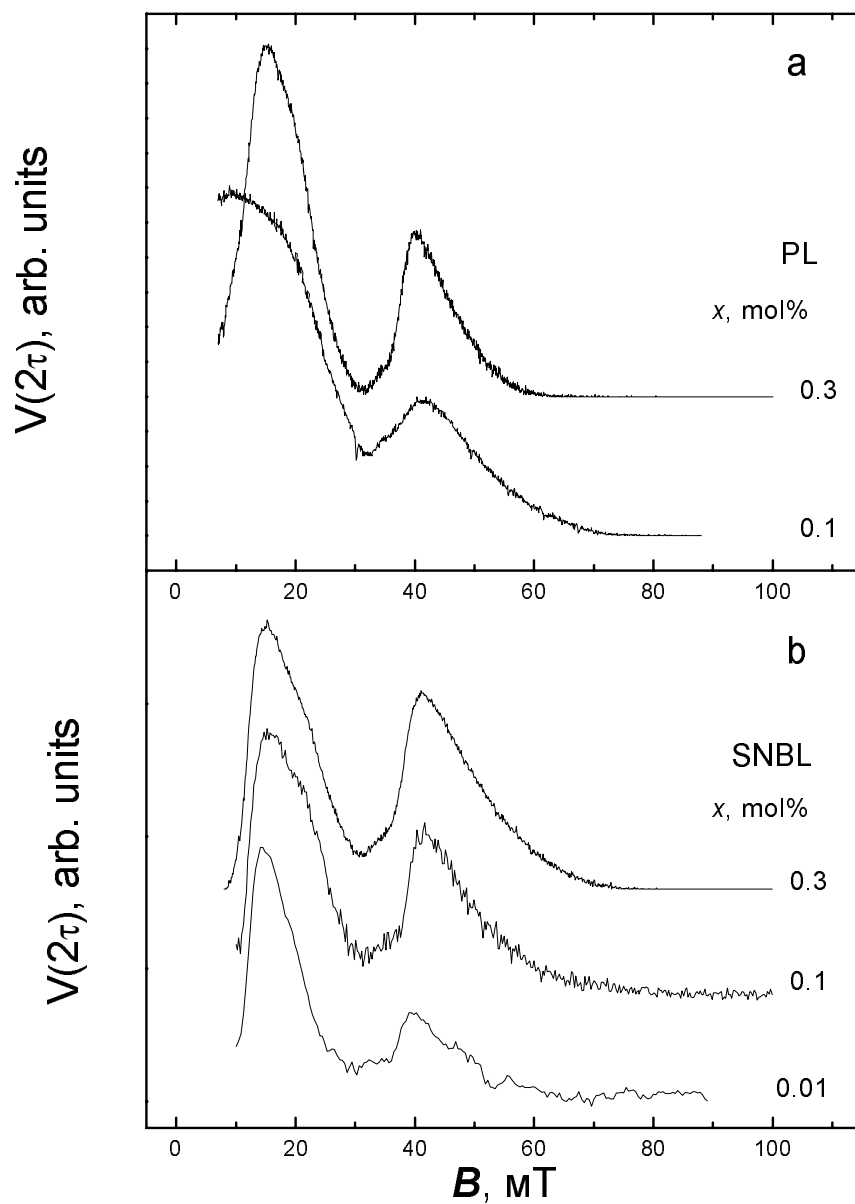 a
V(2τ), arb. units
PL
x, mol%
0.3
0.1
0 20 40 60 80 100
b
V(2τ), arb. units
SNBL
x, mol%
0.3
0.1
0.01
0 20 40 60 80 100
B, мТ